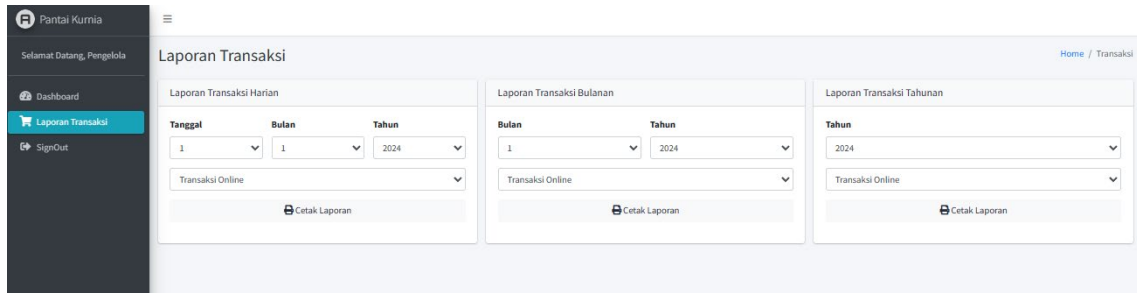 Pantai Kurnia
Selamat Datang, Pengelola
Dashboard
Laporan Transaksi
SignOut
Laporan Transaksi
Home / Transaksi
Laporan Transaksi Harian
Tanggal Bulan Tahun
1 1 2024
Transaksi Online
Cetak Laporan
Laporan Transaksi Bulanan
Bulan Tahun
1 2024
Transaksi Online
Cetak Laporan
Laporan Transaksi Tahunan
Tahun
2024
Transaksi Online
Cetak Laporan